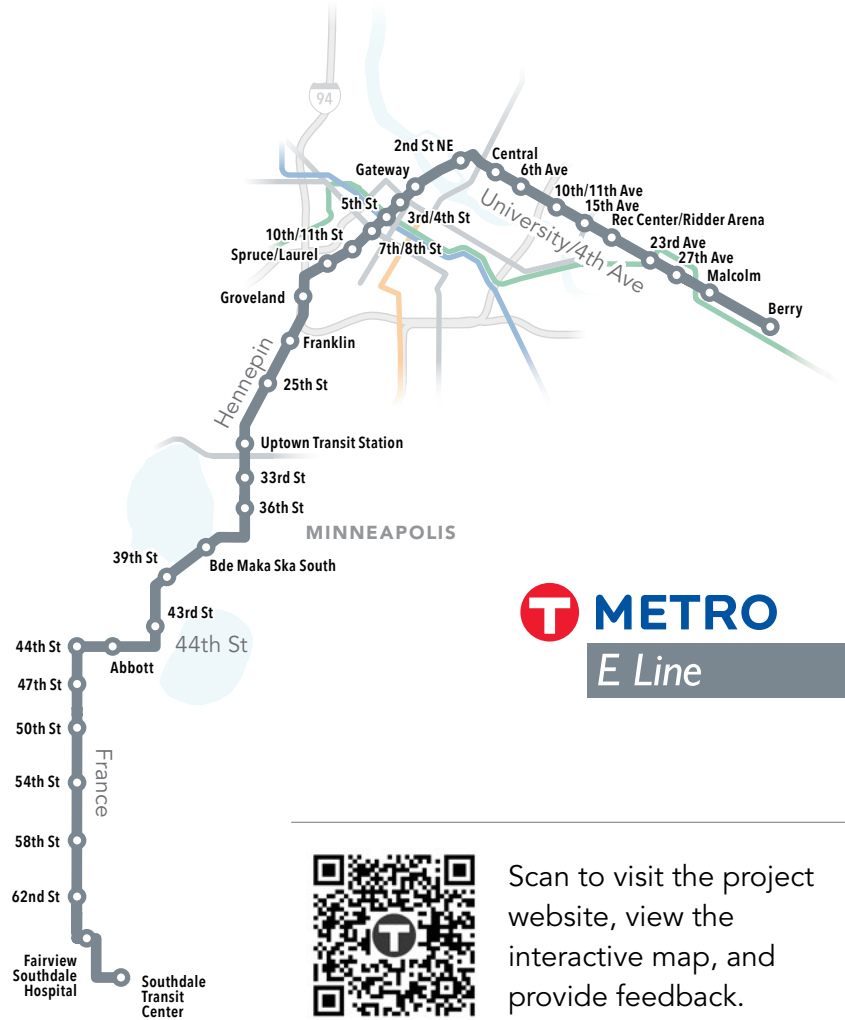 94
2nd St NE
Central
6th Ave
Gateway
10th/11th Ave
15th Ave
Rec Center/Ridder Arena
5th St
3rd/4th St
University/4th Ave
10th/11th St
7th/8th St
23rd Ave
27th Ave
Spruce/Laurel
Malcolm
Groveland
Berry
Franklin
Hennepin
25th St
Uptown Transit Station
33rd St
36th St
MINNEAPOLIS
39th St
Bde Maka Ska South
43rd St
44th St
44th St
Abbott
47th St
50th St
France
54th St
58th St
62nd St
Fairview
Southdale
Hospital
Southdale
Transit
Center
T METRO
E Line
T
Scan to visit the project
website, view the
interactive map, and
provide feedback.